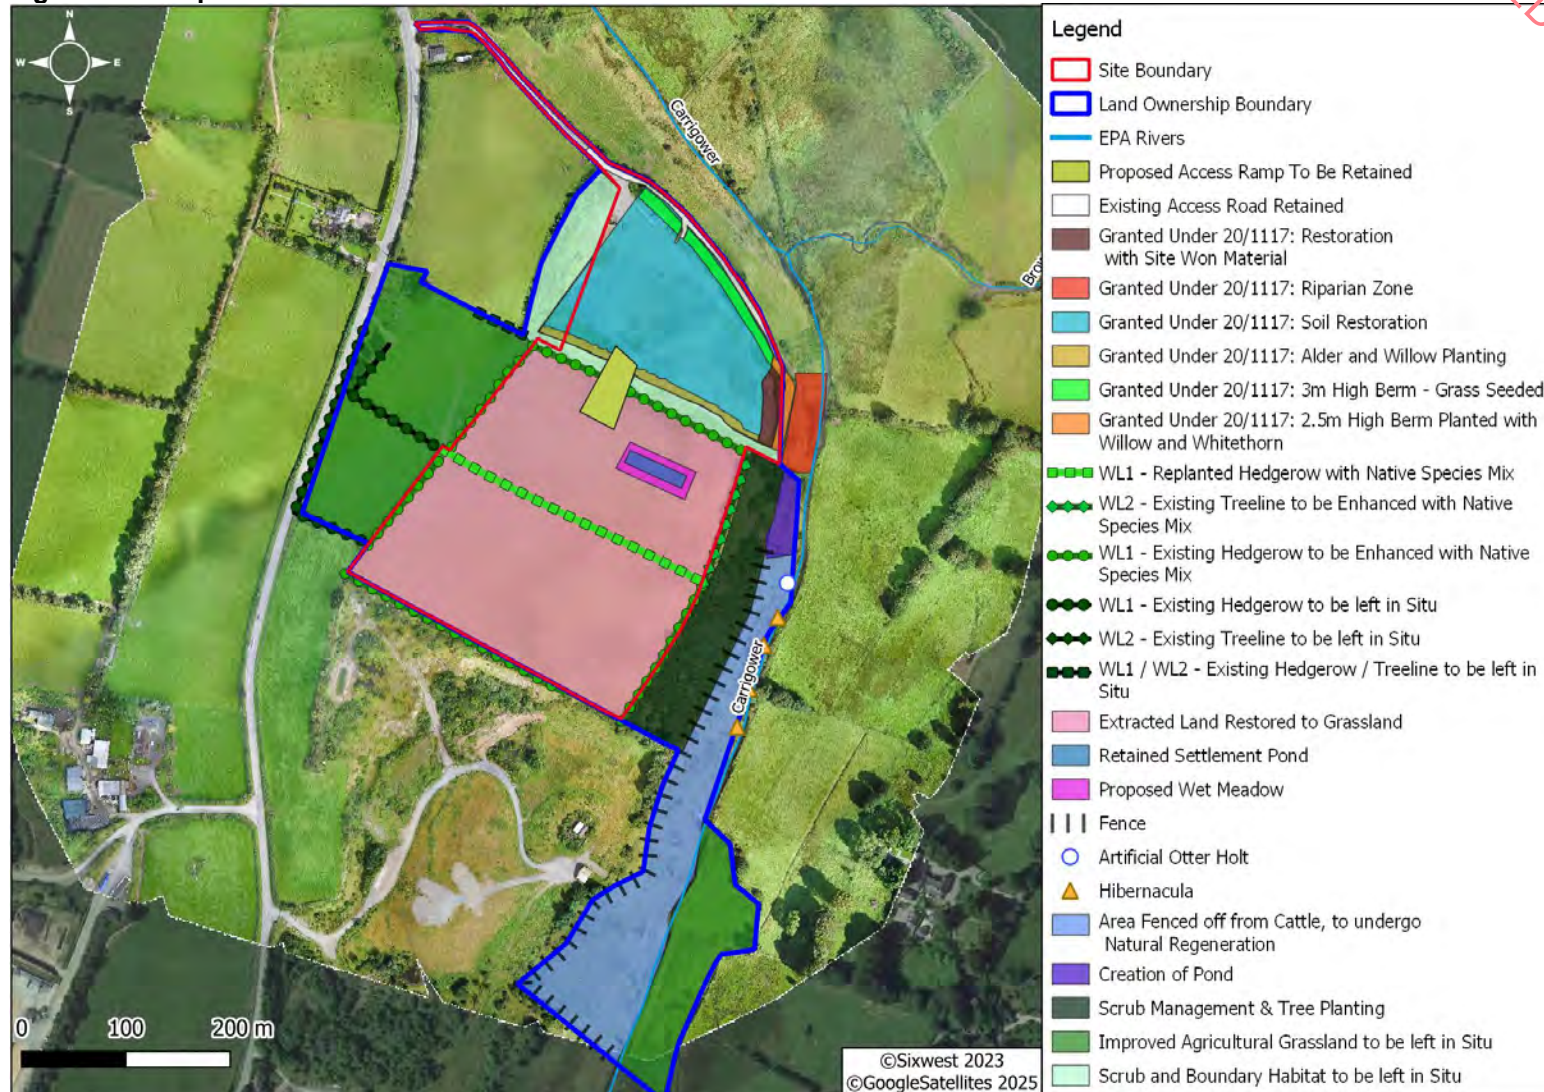 N
W
E
S
Carrigower
Carrigower
0
100
200 m
©Sixwest 2023
©GoogleSatellites 2025
Legend
Site Boundary
Land Ownership Boundary
EPA Rivers
Proposed Access Ramp To Be Retained
Existing Access Road Retained
Granted Under 20/1117: Restoration
with Site Won Material
Granted Under 20/1117: Riparian Zone
Granted Under 20/1117: Soil Restoration
Granted Under 20/1117: Alder and Willow Planting
Granted Under 20/1117: 3m High Berm - Grass Seeded
Granted Under 20/1117: 2.5m High Berm Planted with
Willow and Whitethorn
WL1 - Replanted Hedgerow with Native Species Mix
WL2 - Existing Treeline to be Enhanced with Native
Species Mix
WL1 - Existing Hedgerow to be Enhanced with Native
Species Mix
WL1 - Existing Hedgerow to be left in Situ
WL2 - Existing Treeline to be left in Situ
WL1 / WL2 - Existing Hedgerow / Treeline to be left in
Situ
Extracted Land Restored to Grassland
Retained Settlement Pond
Proposed Wet Meadow
Fence
Artificial Otter Holt
Hibernacula
Area Fenced off from Cattle, to undergo
Natural Regeneration
Creation of Pond
Scrub Management & Tree Planting
Improved Agricultural Grassland to be left in Situ
Scrub and Boundary Habitat to be left in Situ